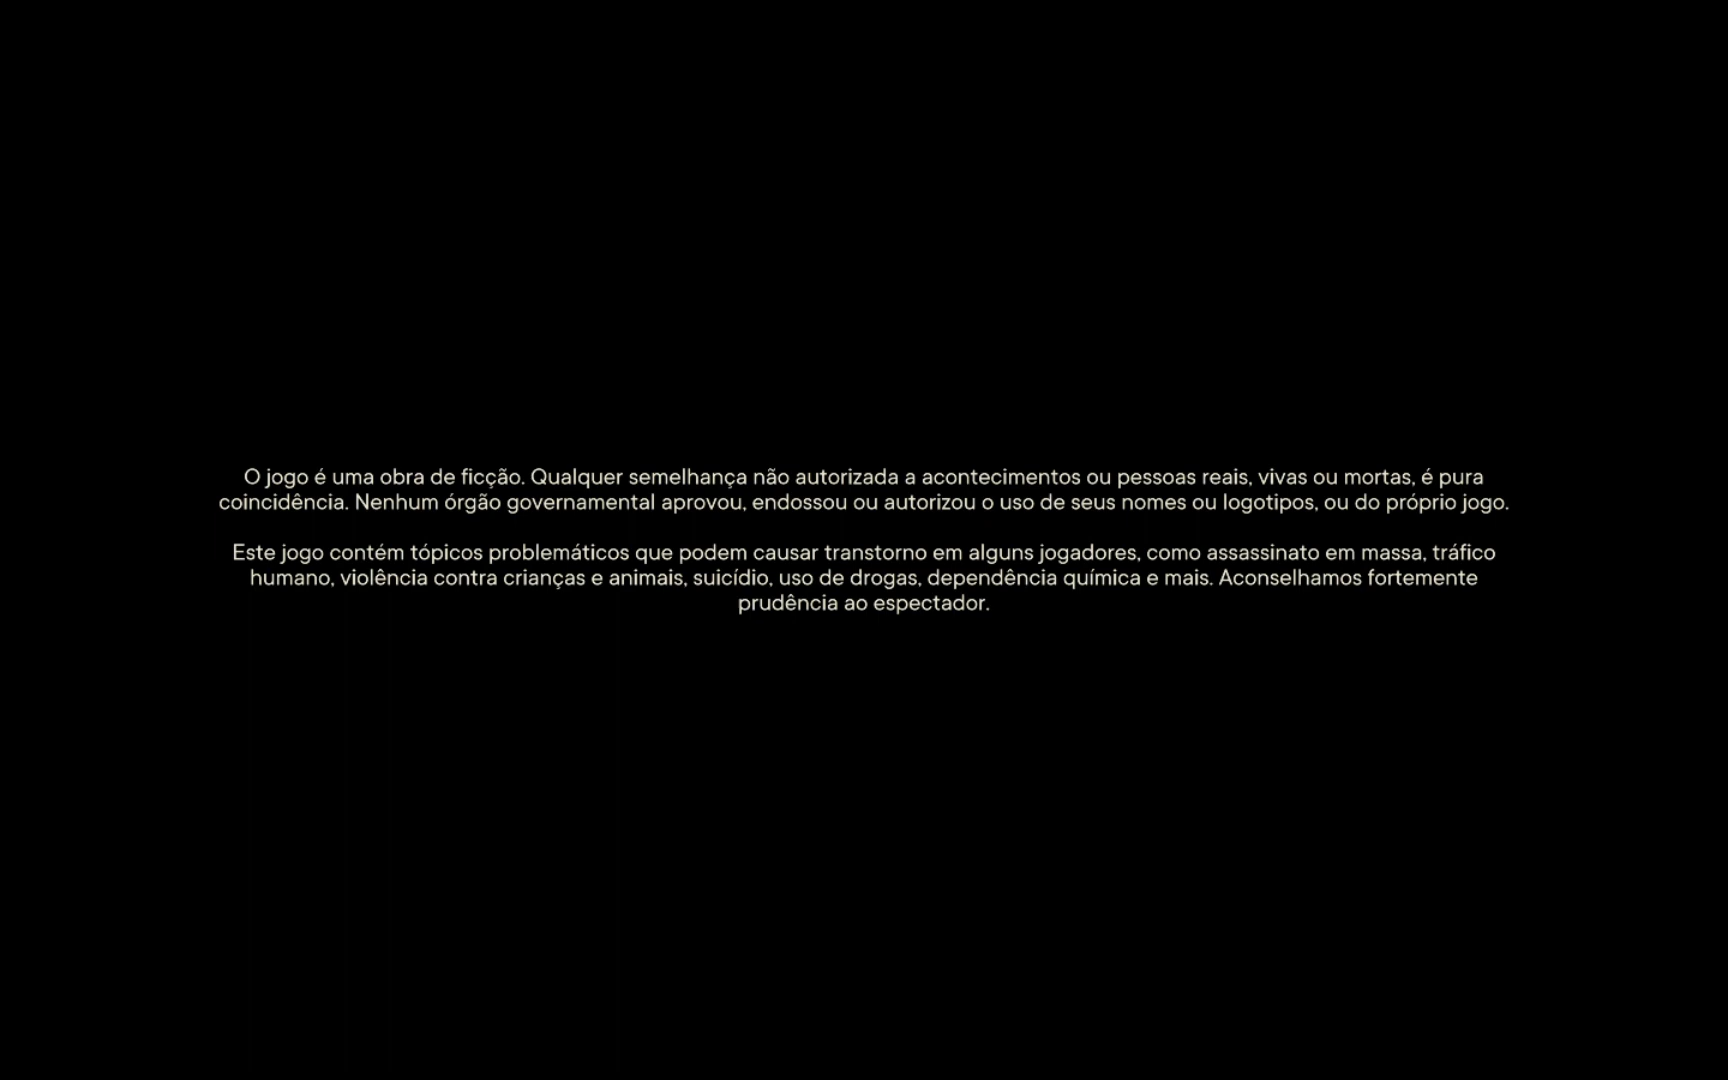 O jogo é uma obra de ficção. Qualquer semelhança não autorizada a acontecimentos ou pessoas reais, vivas ou mortas, é pura
coincidência. Nenhum órgão governamental aprovou, endossou ou autorizou o uso de seus nomes ou logotipos, ou do próprio jogo.
Este jogo contém tópicos problemáticos que podem causar transtorno em alguns jogadores, como assassinato em massa, tráfico
humano, violência contra crianças e animais, suicídio, uso de drogas, dependência química e mais. Aconselhamos fortemente
prudência ao espectador.